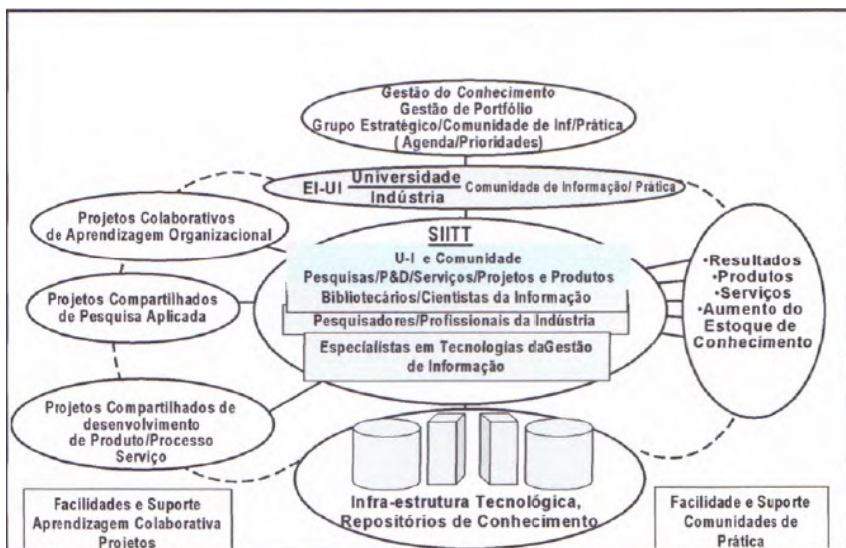 Gestão do Conhecimento
Gestão de Portfólio
Grupo Estratégico/Comunidade de Inf/Prática
( Agenda/Prioridades)
EI-UI Universidade
Indústria
Comunidade de Informação/ Prática
Projetos Colaborativos
de Aprendizagem Organizacional
Projetos Compartilhados
de Pesquisa Aplicada
Projetos Compartilhados de
desenvolvimento
de Produto/Processo
Serviço
SIITT
U-I e Comunidade
Pesquisas/P&D/Serviços/Projetos e Produtos
Bibliotecários/Cientistas da Informação
Pesquisadores/Profissionais da Indústria
Especialistas em Tecnologias daGestão
de Informação
•Resultados
•Produtos
•Serviços
•Aumento do
Estoque de
Conhecimento
Infra-estrutura Tecnológica,
Repositórios de Conhecimento
Facilidades e Suporte
Aprendizagem Colaborativa
Projetos
Facilidade e Suporte
Comunidades de
Prática